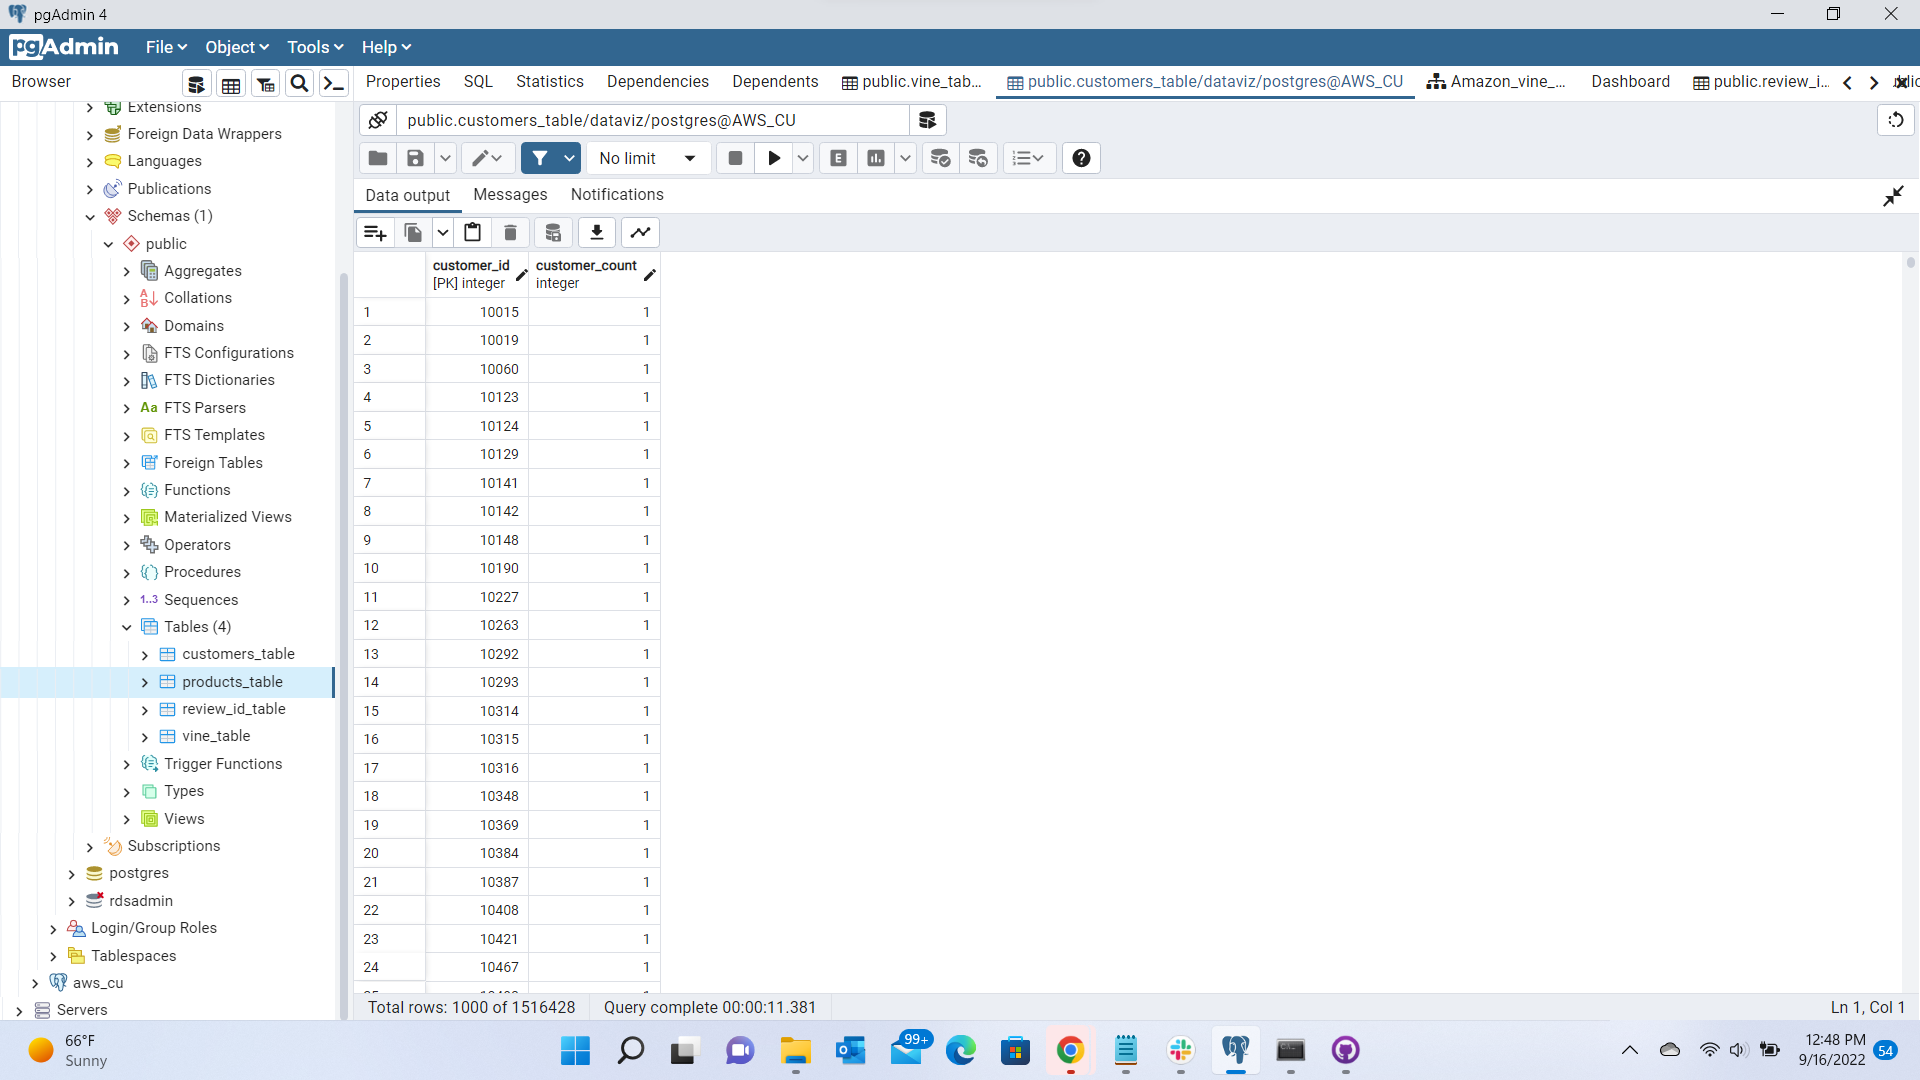 pgAdmin 4
pgAdmin File Object Tools Help
Browser
Properties SQL Statistics Dependencies Dependents public.vine_tab... public.customers_table/dataviz/postgres@AWS_CU Amazon_vine_... Dashboard public.review_i...
public.customers_table/dataviz/postgres@AWS_CU
No limit
E
Data output Messages Notifications
customer_id
[PK] integer
customer_count
integer
1 10015 1
2 10019 1
3 10060 1
4 10123 1
5 10124 1
6 10129 1
7 10141 1
8 10142 1
9 10148 1
10 10190 1
11 10227 1
12 10263 1
13 10292 1
14 10293 1
15 10314 1
16 10315 1
17 10316 1
18 10348 1
19 10369 1
20 10384 1
21 10387 1
22 10408 1
23 10421 1
24 10467 1
Total rows: 1000 of 1516428 Query complete 00:00:11.381 Ln 1, Col 1
Extensions
Foreign Data Wrappers
Languages
Publications
Schemas (1)
public
Aggregates
Collations
Domains
FTS Configurations
FTS Dictionaries
Aa FTS Parsers
FTS Templates
Foreign Tables
Functions
Materialized Views
Operators
Procedures
1..3 Sequences
Tables (4)
customers_table
products_table
review_id_table
vine_table
Trigger Functions
Types
Views
Subscriptions
postgres
rdsadmin
Login/Group Roles
Tablespaces
aws_cu
Servers
66°F
Sunny
99+
12:48 PM
9/16/2022
54